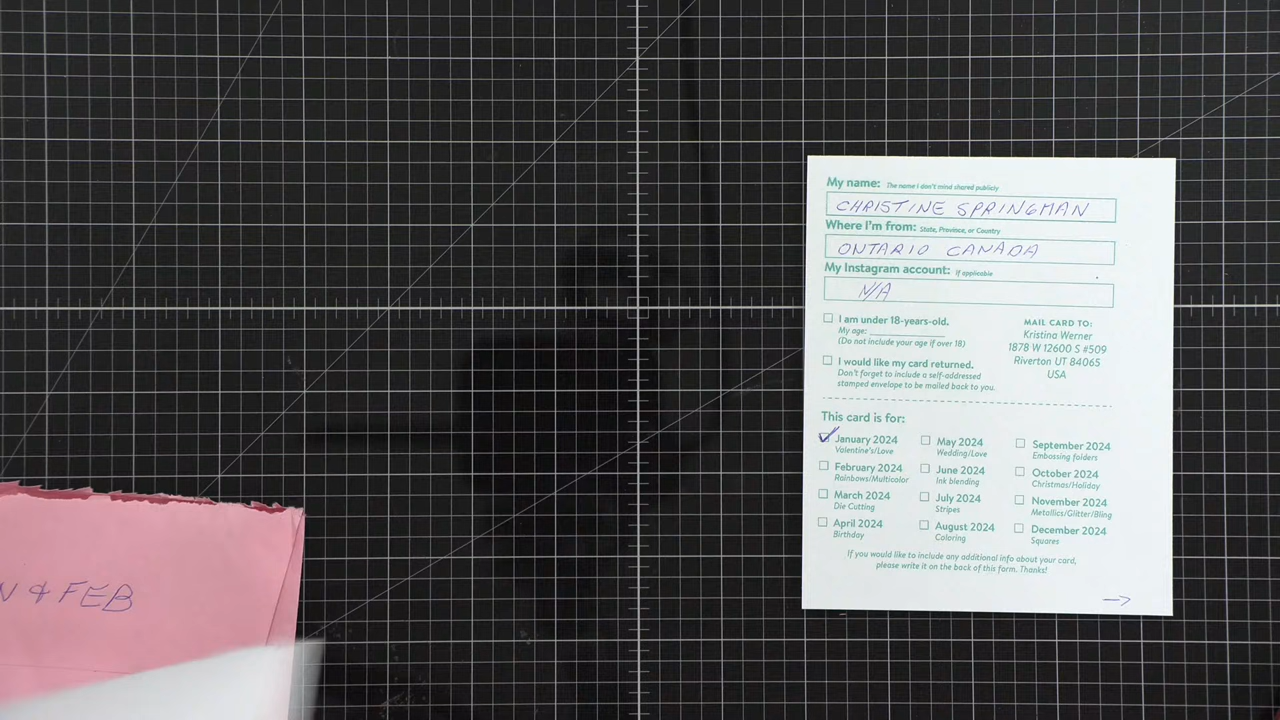 My name: The name I don't mind shared publicly
CHRISTINE SPRINGMAN
Where I'm from: State, Province, or Country
ONTARIO CANADA
My Instagram account: If applicable
N/A
I am under 18-years-old.
My age:
(Do not include your age if over 18)
I would like my card returned.
Don't forget to include a self-addressed
stamped envelope to be mailed back to you.
MAIL CARD TO:
Kristina Werner
1878 W 12600 S #509
Riverton UT 84065
USA
This card is for:
January 2024
Valentine's/Love
February 2024
Rainbows/Multicolor
March 2024
Die Cutting
April 2024
Birthday
May 2024
Wedding/Love
June 2024
Ink blending
July 2024
Stripes
August 2024
Coloring
September 2024
Embossing folders
October 2024
Christmas/Holiday
November 2024
Metallics/Glitter/Bling
December 2024
Squares
If you would like to include any additional info about your card,
please write it on the back of this form. Thanks!
N & FEB